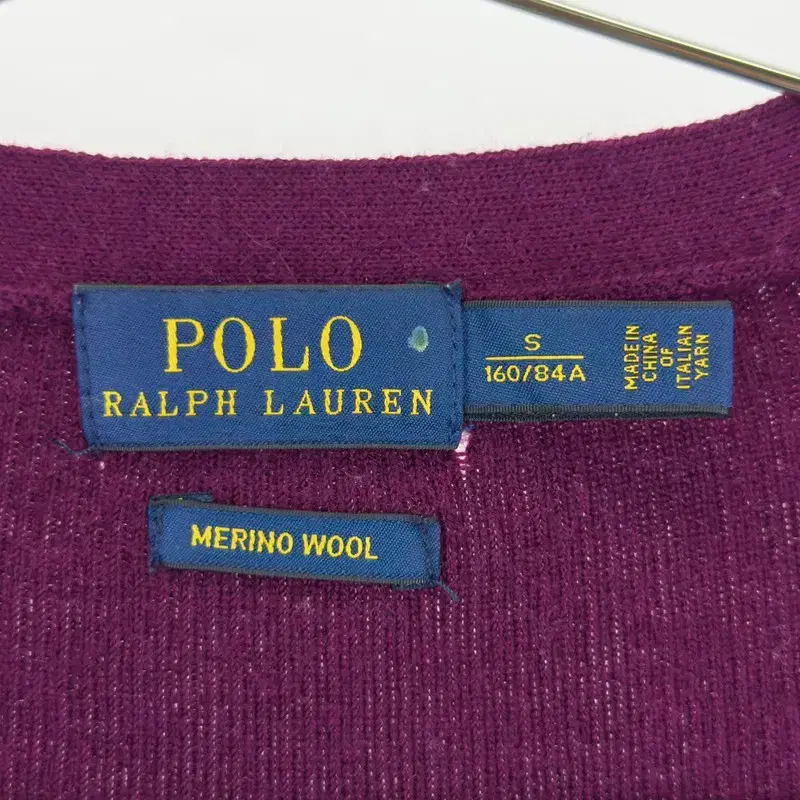 POLO
RALPH LAUREN
S
160/84A
MADE IN
CHINA
OF
ITALIAN
YARN
MERINO WOOL